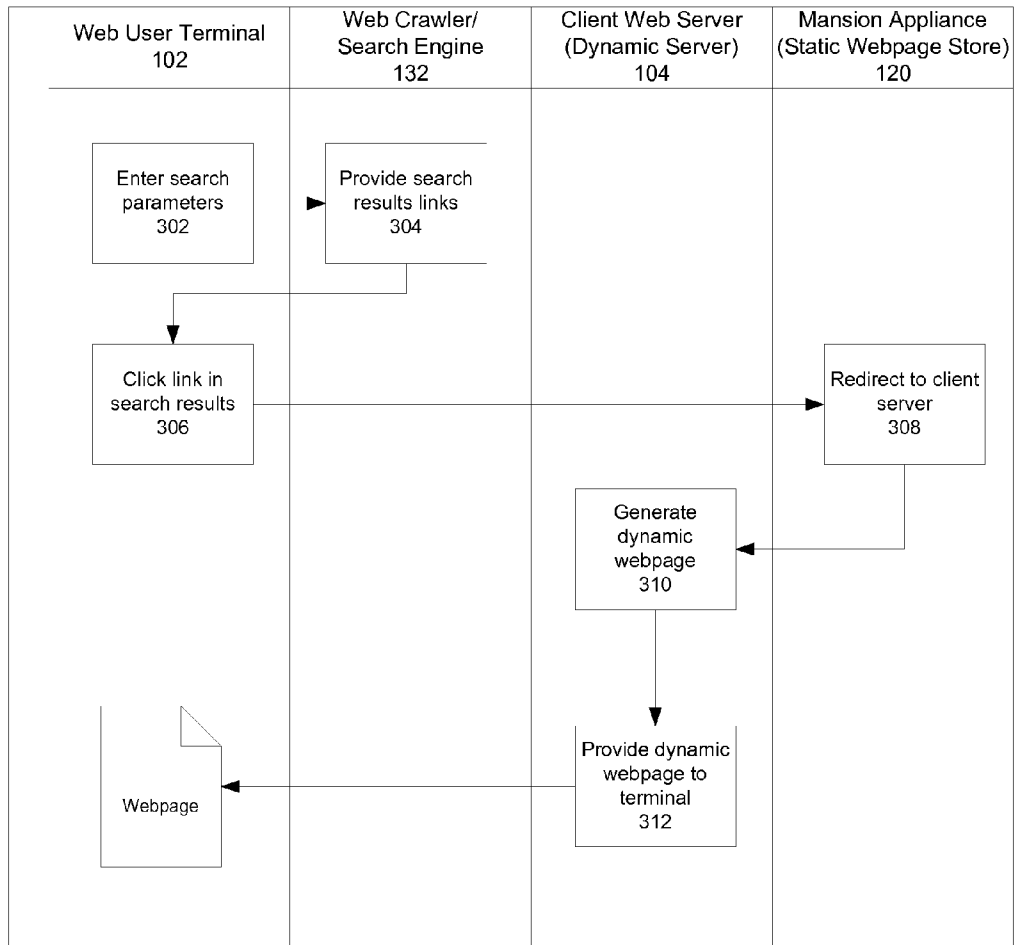 Web User Terminal
102
Web Crawler/
Search Engine
132
Client Web Server
(Dynamic Server)
104
Mansion Appliance
(Static Webpage Store)
120
Enter search
parameters
302
Provide search
results links
304
Click link in
search results
306
Redirect to client
server
308
Generate
dynamic
webpage
310
Provide dynamic
webpage to
terminal
312
Webpage